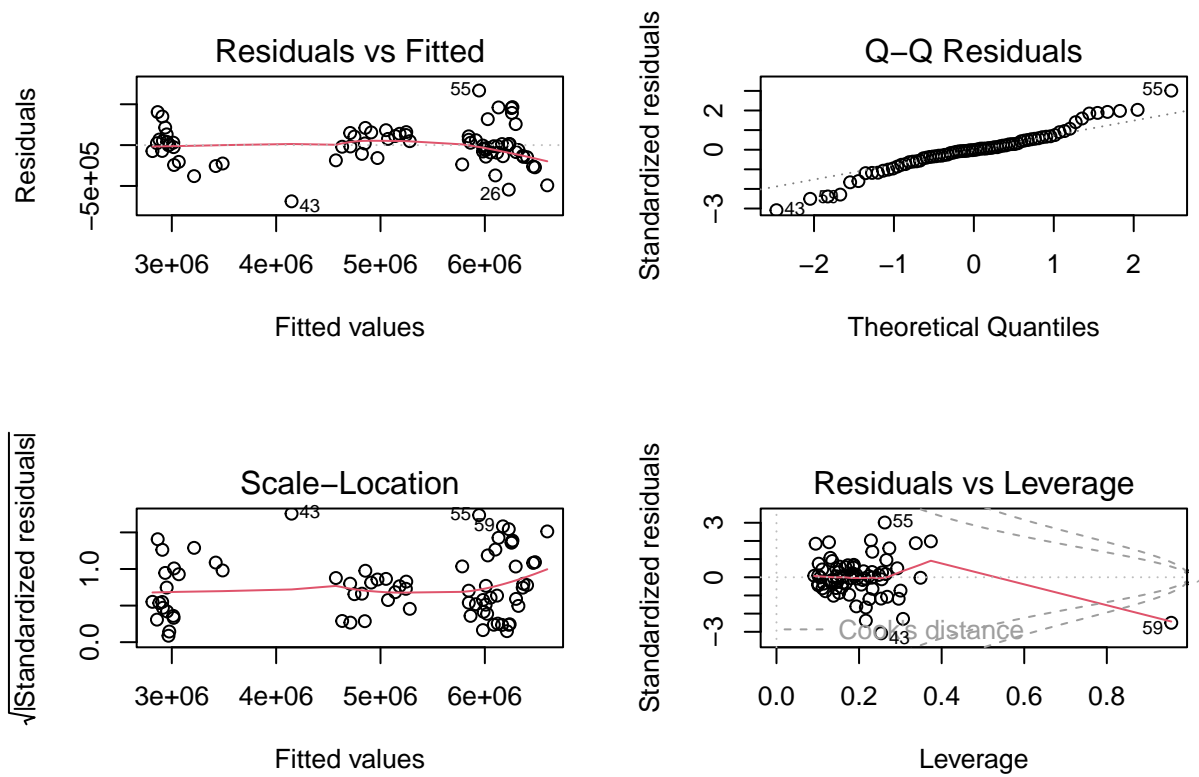 Residuals vs Fitted
Residuals
−5e+05
55
43
26
3e+06 4e+06 5e+06 6e+06
Fitted values
Q−Q Residuals
Standardized residuals
−3 0 2
55
43
−2 −1 0 1 2
Theoretical Quantiles
Scale−Location
√|Standardized residuals|
0.0 1.0
43
55
59
3e+06 4e+06 5e+06 6e+06
Fitted values
Residuals vs Leverage
Standardized residuals
−3 0 3
55
43
59
Cook's distance
0.0 0.2 0.4 0.6 0.8
Leverage